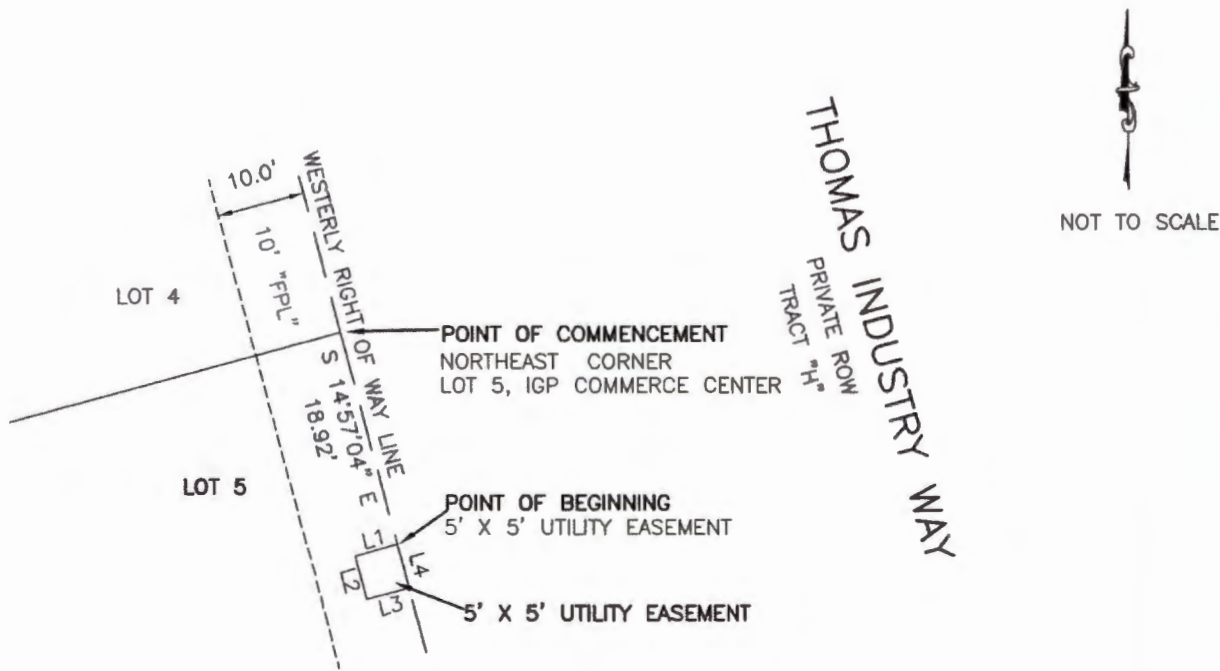 THOMAS INDUSTRY WAY
PRIVATE ROW
TRACT "H"
NOT TO SCALE
10.0'
WESTERLY RIGHT OF WAY LINE
10' "FPL"
LOT 4
POINT OF COMMENCEMENT
NORTHEAST CORNER
LOT 5, IGP COMMERCE CENTER
S 14°57'04" E
18.92'
LOT 5
POINT OF BEGINNING
5' X 5' UTILITY EASEMENT
L1
L2
L4
L3
5' X 5' UTILITY EASEMENT